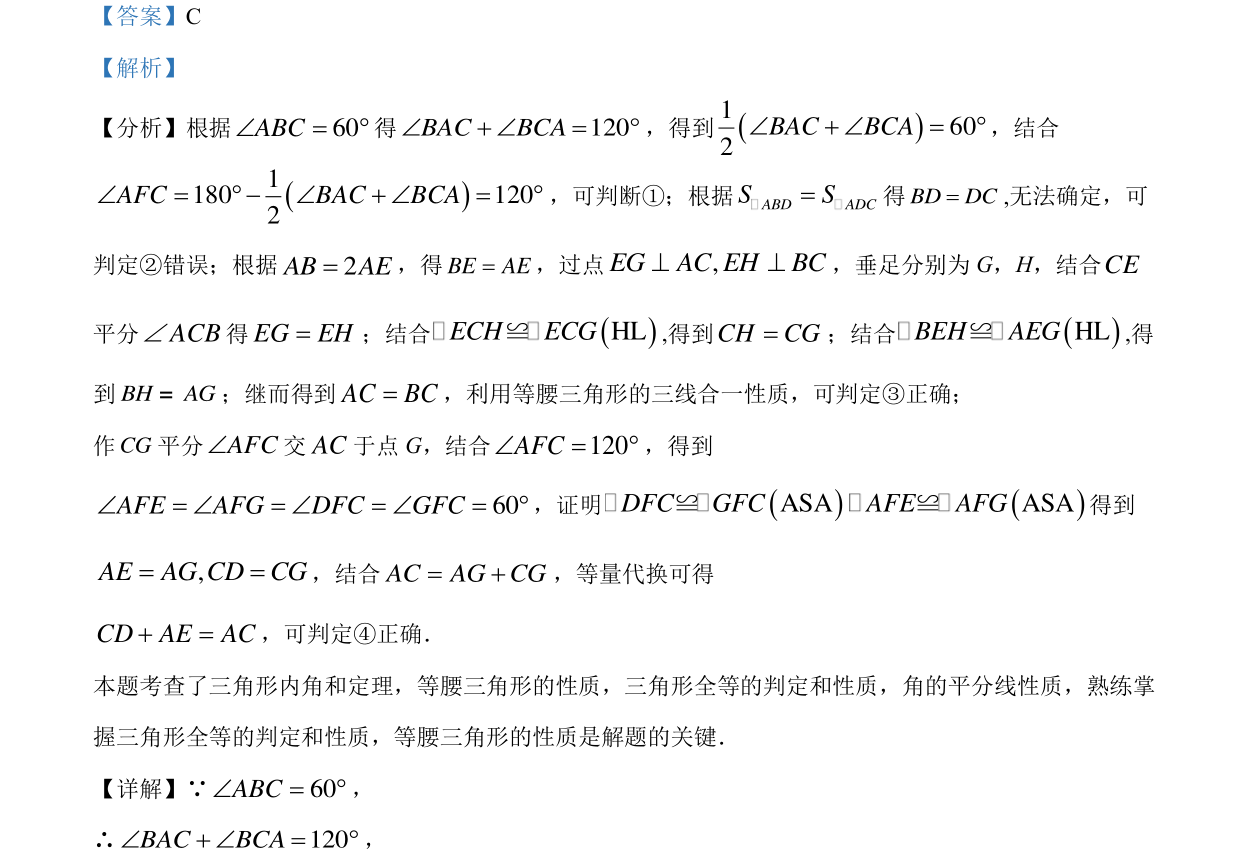 【答案】C
【解析】
【分析】根据∠ABC = 60°得∠BAC + ∠BCA = 120°，得到\frac{1}{2}(∠BAC + ∠BCA) = 60°，结合
∠AFC = 180° − \frac{1}{2}(∠BAC + ∠BCA) = 120°，可判断①；根据S_{□ABD} = S_{□ADC}得BD = DC,无法确定，可
判定②错误；根据AB = 2AE，得BE = AE，过点EG ⊥ AC, EH ⊥ BC，垂足分别为 G，H，结合CE
平分∠ACB得EG = EH；结合□ECH≌□ECG(HL),得到CH = CG；结合□BEH≌□AEG(HL),得
到BH = AG；继而得到AC = BC，利用等腰三角形的三线合一性质，可判定③正确；
作 CG 平分∠AFC交AC于点 G，结合∠AFC = 120°，得到
∠AFE = ∠AFG = ∠DFC = ∠GFC = 60°，证明□DFC≌□GFC(ASA)□AFE≌□AFG(ASA)得到
AE = AG, CD = CG，结合AC = AG + CG，等量代换可得
CD + AE = AC，可判定④正确．
本题考查了三角形内角和定理，等腰三角形的性质，三角形全等的判定和性质，角的平分线性质，熟练掌
握三角形全等的判定和性质，等腰三角形的性质是解题的关键．
【详解】∵∠ABC = 60°，
∴∠BAC + ∠BCA = 120°，